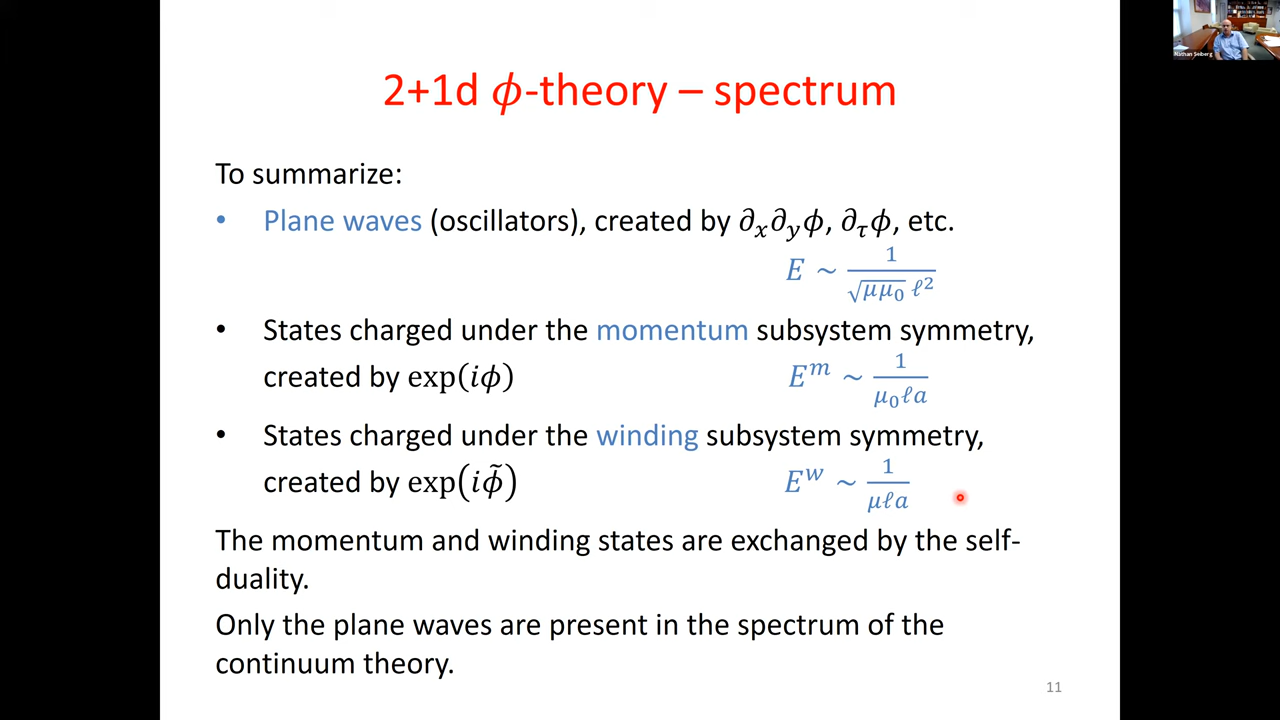 Nathan Seiberg
2+1d ϕ-theory – spectrum
To summarize:
• Plane waves (oscillators), created by ∂ₓ∂ᵧϕ, ∂_τϕ, etc.
E ~ 1/(√(μμ₀) ℓ²)
• States charged under the momentum subsystem symmetry,
created by exp(iϕ) Eᵐ ~ 1/(μ₀ℓa)
• States charged under the winding subsystem symmetry,
created by exp(iϕ̃) Eʷ ~ 1/(μℓa)
The momentum and winding states are exchanged by the self-
duality.
Only the plane waves are present in the spectrum of the
continuum theory.
11